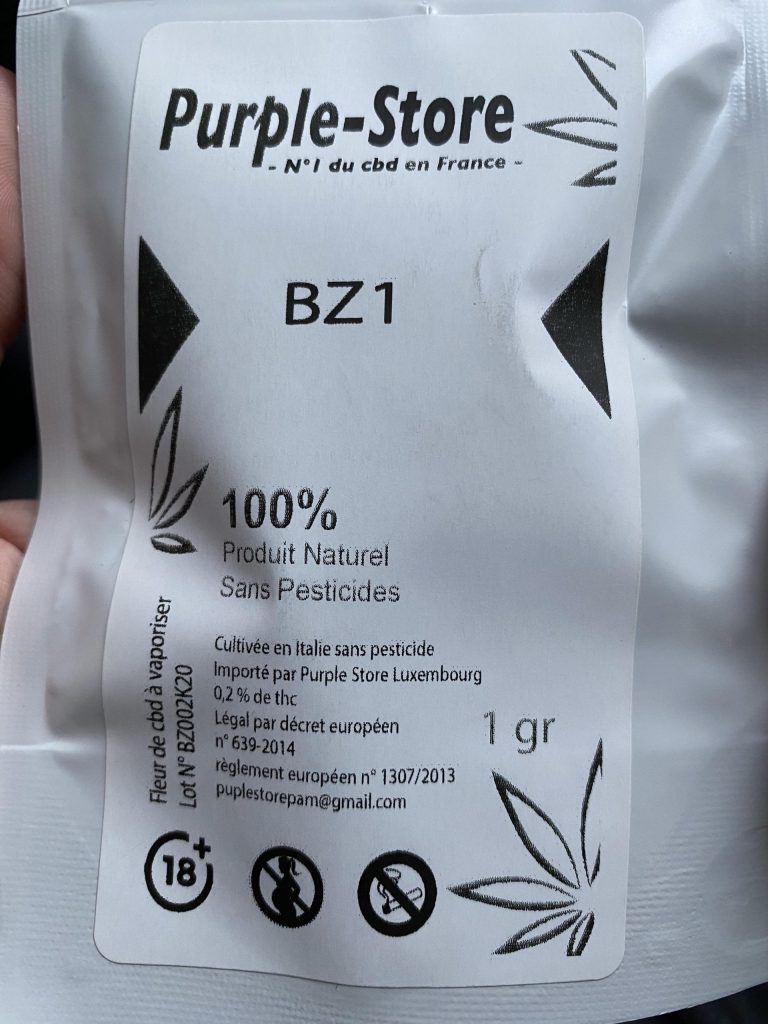 Purple-Store
- N°1 du cbd en France -
BZ1
100%
Produit Naturel
Sans Pesticides
Cultivée en Italie sans pesticide
Importé par Purple Store Luxembourg
0,2 % de thc
Légal par décret européen
n° 639-2014
règlement européen n° 1307/2013
puplestorepam@gmail.com
1 gr
Fleur de cbd à vaporiser
Lot N° BZ002K20
18+